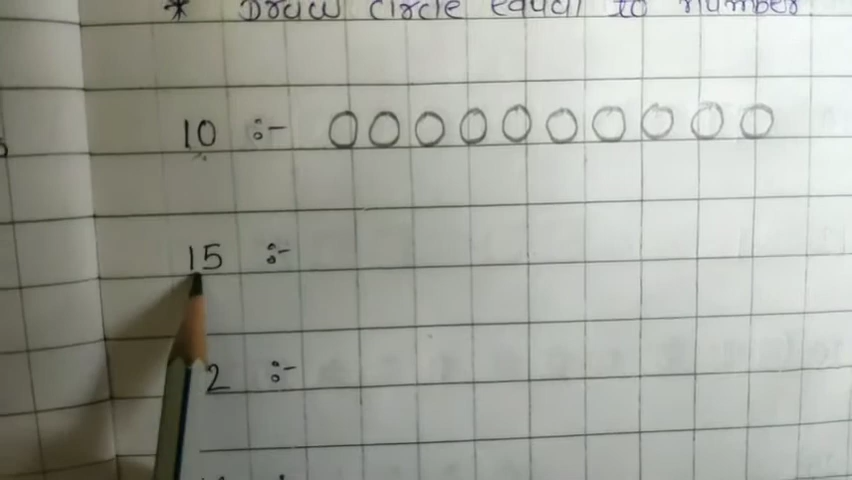 * Draw circle equal to number
10 :- O O O O O O O O O O
15 :-
2 :-